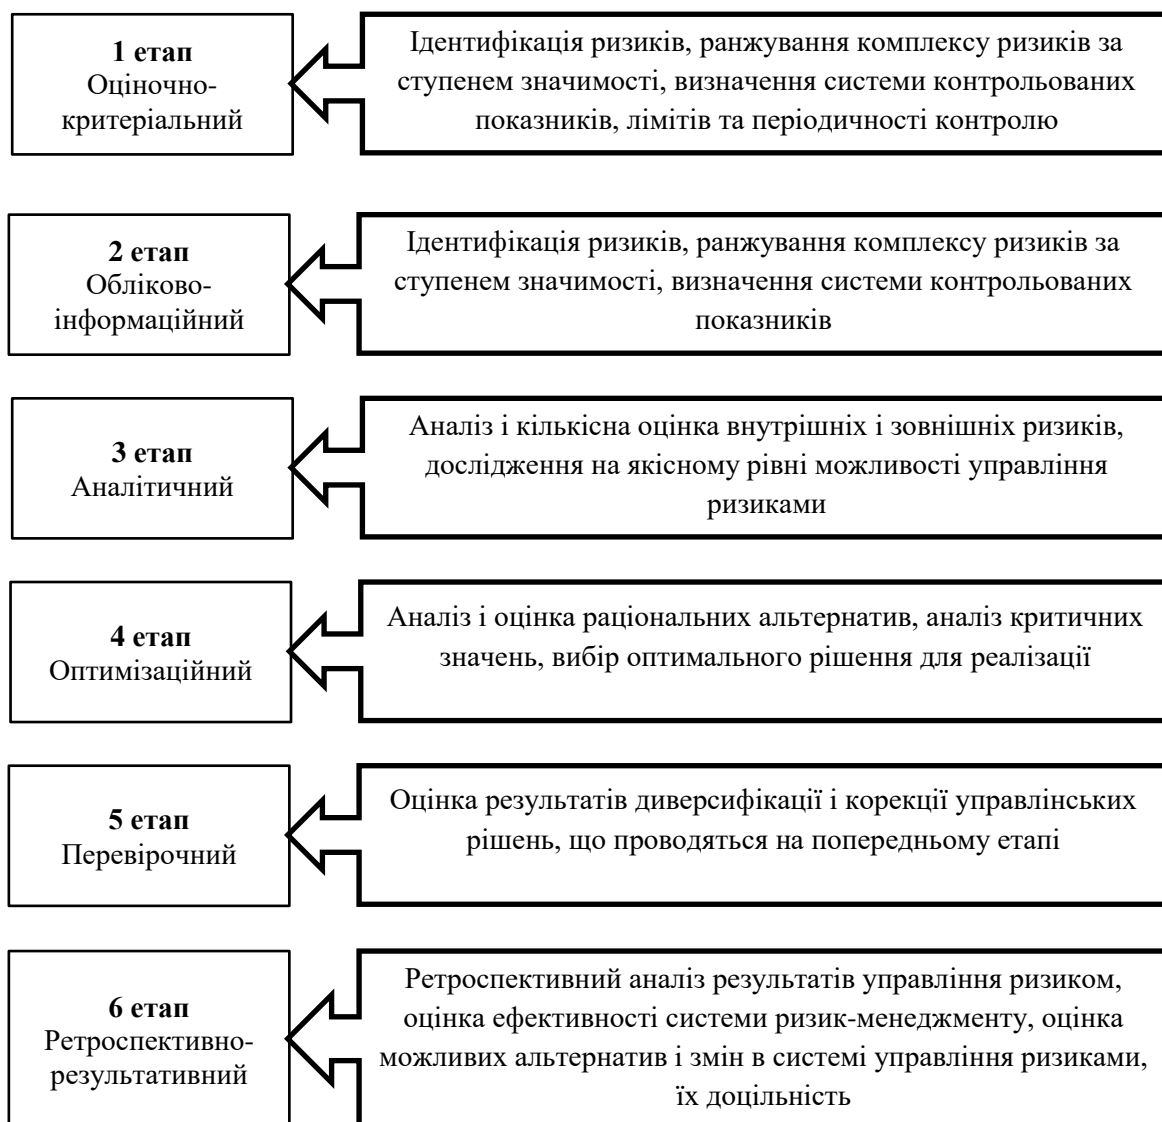 1 етап
Оціночно-
критеріальний
Ідентифікація ризиків, ранжування комплексу ризиків за
ступенем значимості, визначення системи контрольованих
показників, лімітів та періодичності контролю
2 етап
Обліково-
інформаційний
Ідентифікація ризиків, ранжування комплексу ризиків за
ступенем значимості, визначення системи контрольованих
показників
3 етап
Аналітичний
Аналіз і кількісна оцінка внутрішніх і зовнішніх ризиків,
дослідження на якісному рівні можливості управління
ризиками
4 етап
Оптимізаційний
Аналіз і оцінка раціональних альтернатив, аналіз критичних
значень, вибір оптимального рішення для реалізації
5 етап
Перевірочний
Оцінка результатів диверсифікації і корекції управлінських
рішень, що проводяться на попередньому етапі
6 етап
Ретроспективно-
результативний
Ретроспективний аналіз результатів управління ризиком,
оцінка ефективності системи ризик-менеджменту, оцінка
можливих альтернатив і змін в системі управління ризиками,
їх доцільність